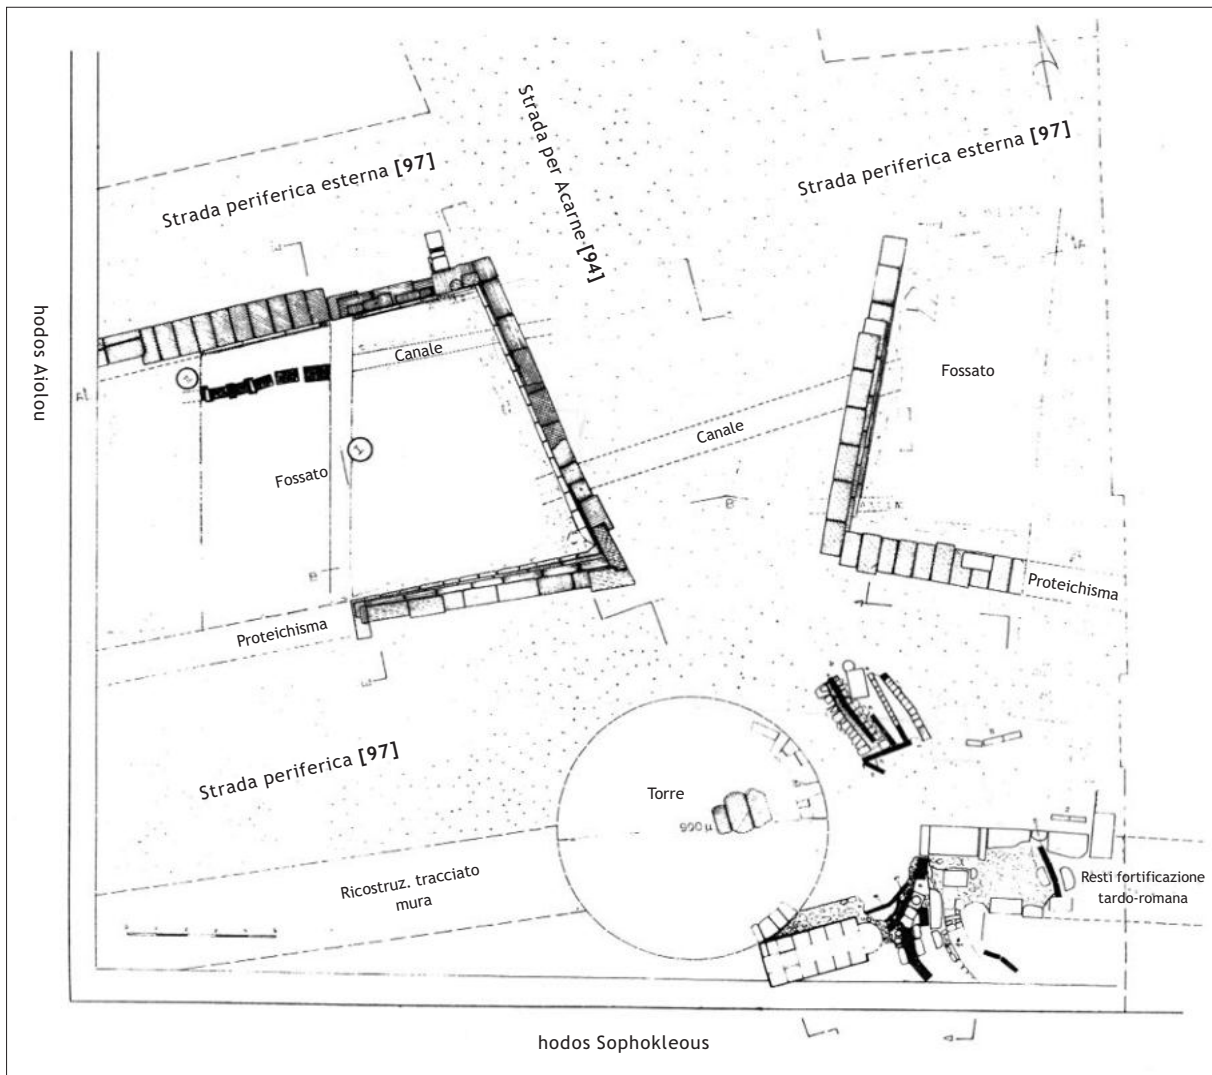 Strada periferica esterna [97]
Strada per Acarne [94]
Strada periferica esterna [97]
hodos Aiolou
Canale
Fossato
Canale
Fossato
Proteichisma
Proteichisma
Strada periferica [97]
Torre
Ricostruz. tracciato
mura
Resti fortificazione
tardo-romana
hodos Sophokleous